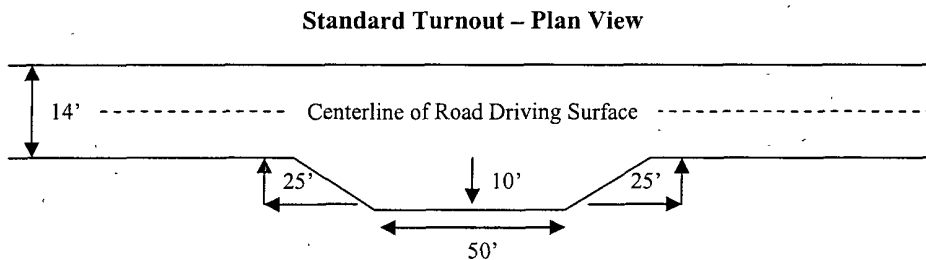 Standard Turnout – Plan View
14’ Centerline of Road Driving Surface
25’ 10’ 25’
50’